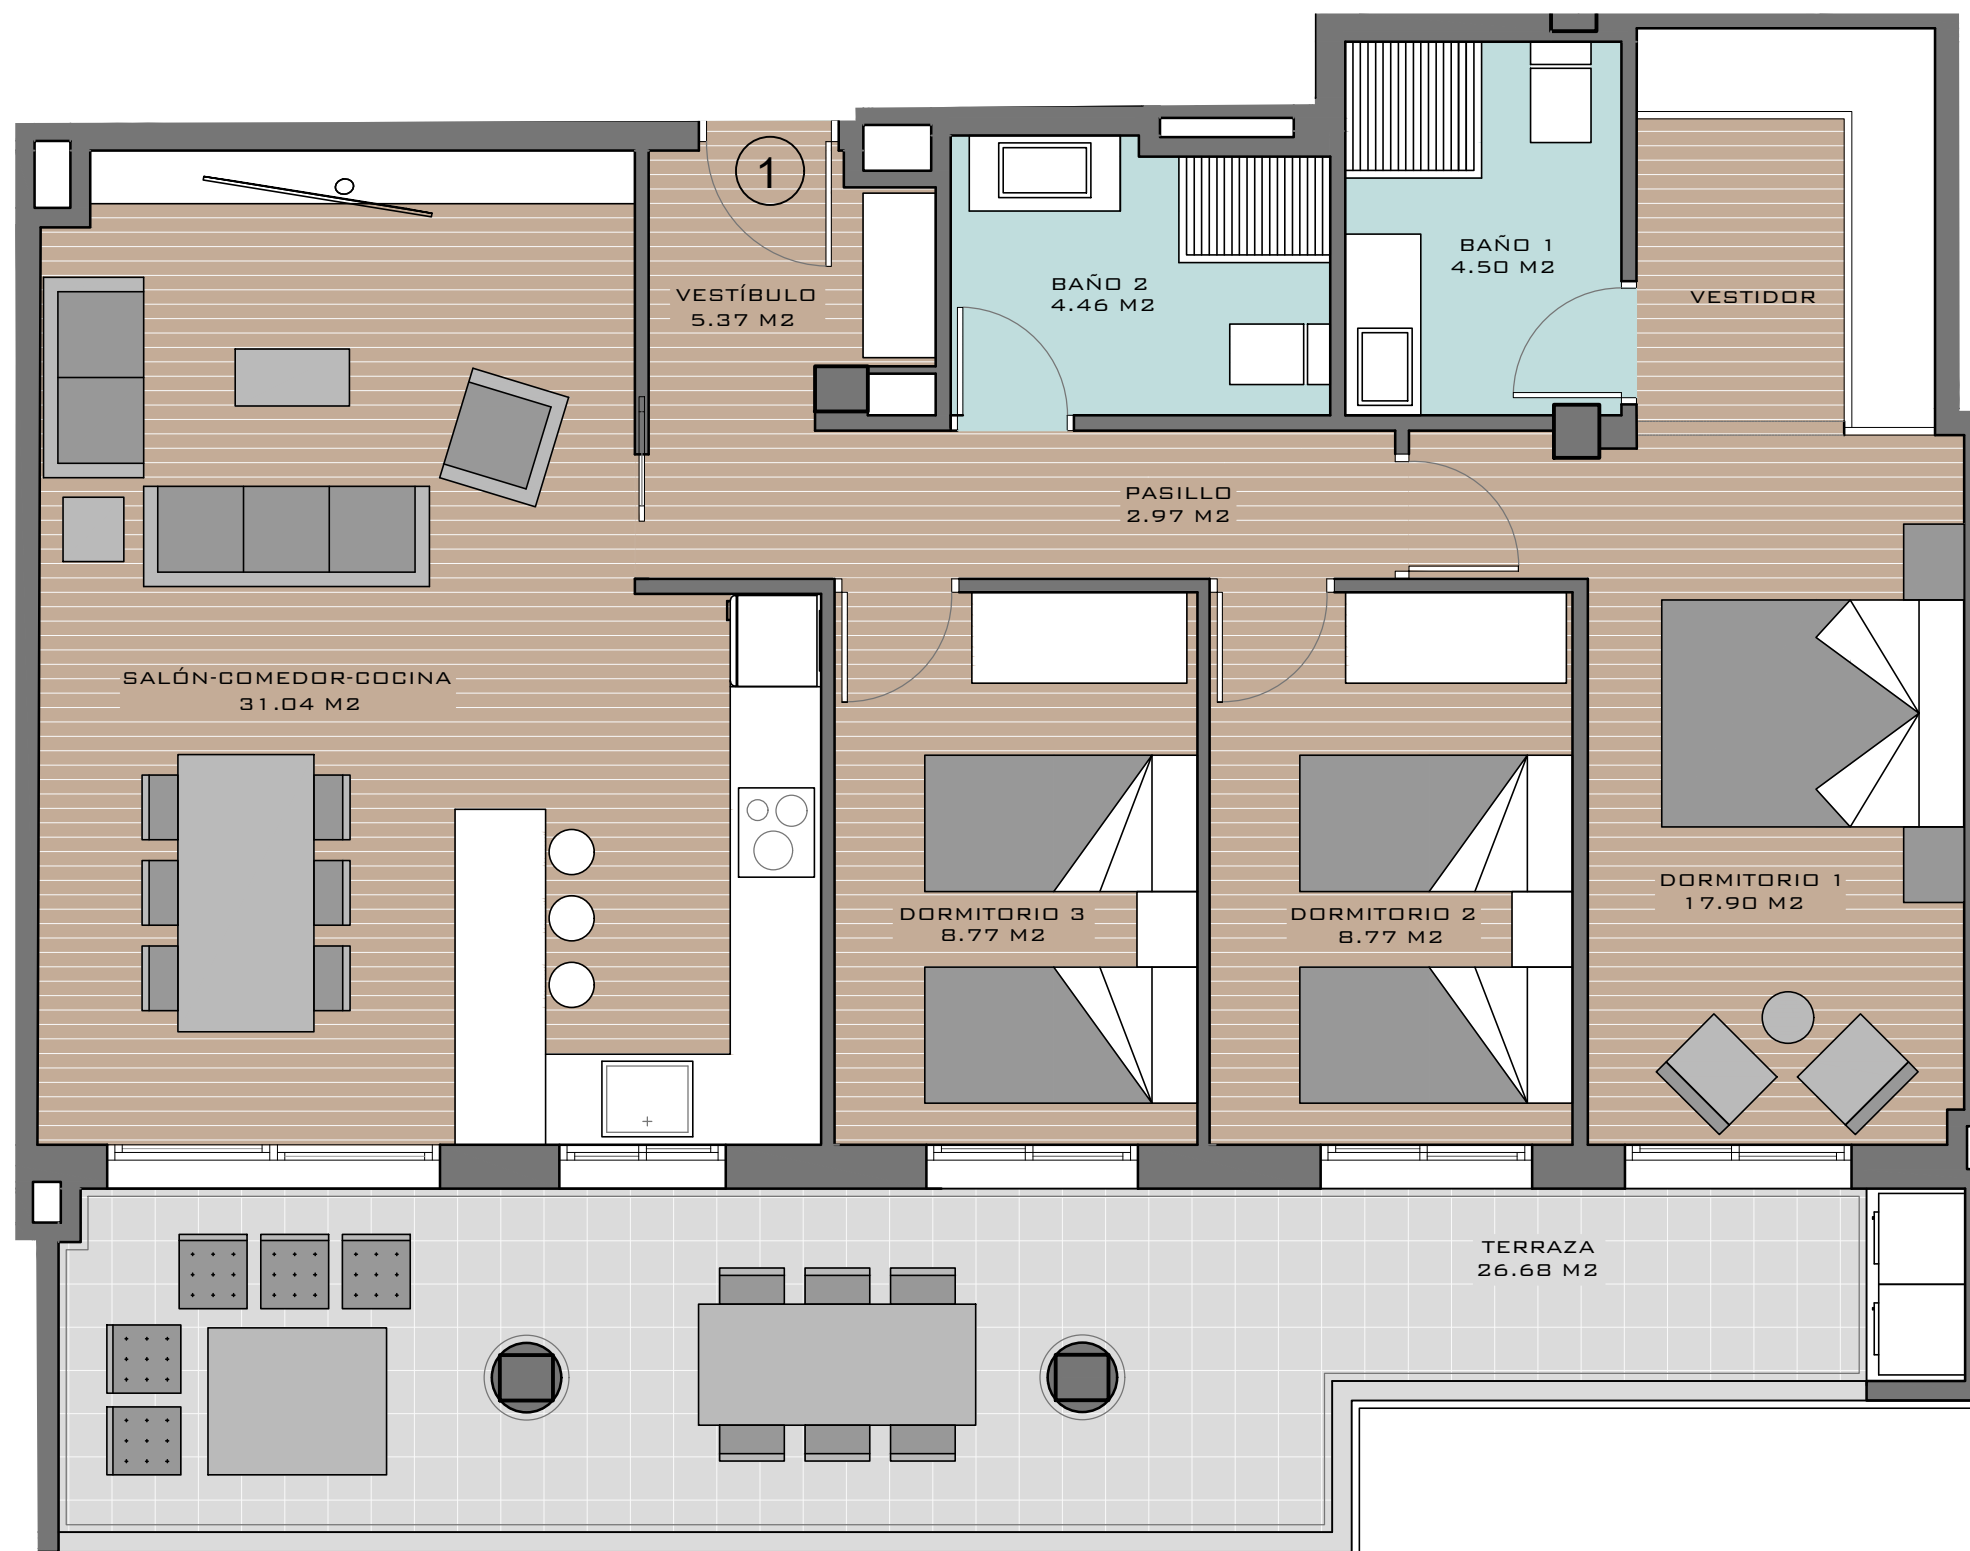 1
BAÑO 1
4.50 M2
BAÑO 2
4.46 M2
VESTÍBULO
5.37 M2
VESTIDOR
PASILLO
2.97 M2
SALÓN-COMEDOR-COCINA
31.04 M2
DORMITORIO 3
8.77 M2
DORMITORIO 2
8.77 M2
DORMITORIO 1
17.90 M2
TERRAZA
26.68 M2